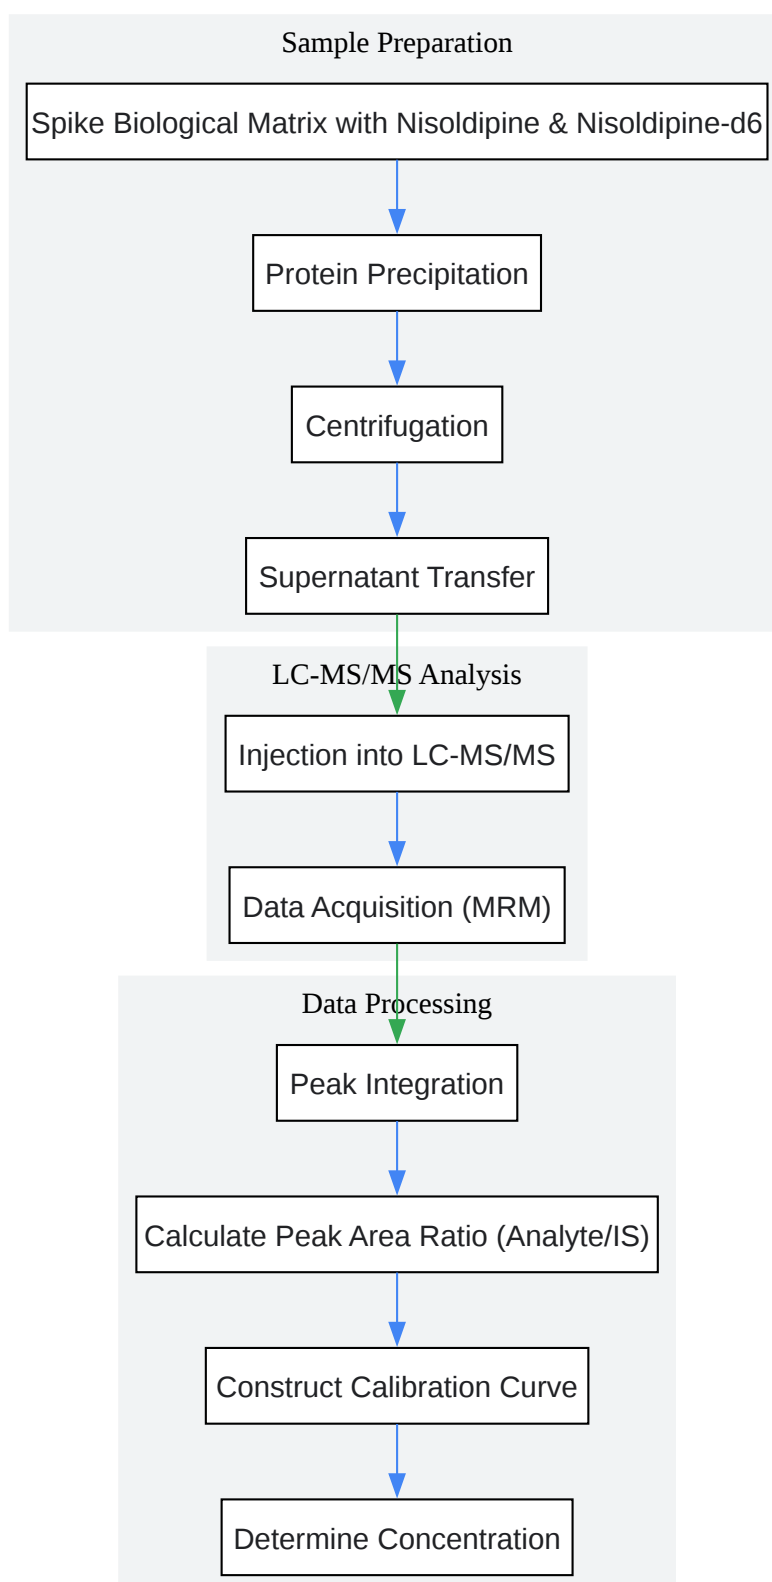 Sample Preparation
Spike Biological Matrix with Nisoldipine & Nisoldipine-d6
Protein Precipitation
Centrifugation
Supernatant Transfer
LC-MS/MS Analysis
Injection into LC-MS/MS
Data Acquisition (MRM)
Data Processing
Peak Integration
Calculate Peak Area Ratio (Analyte/IS)
Construct Calibration Curve
Determine Concentration